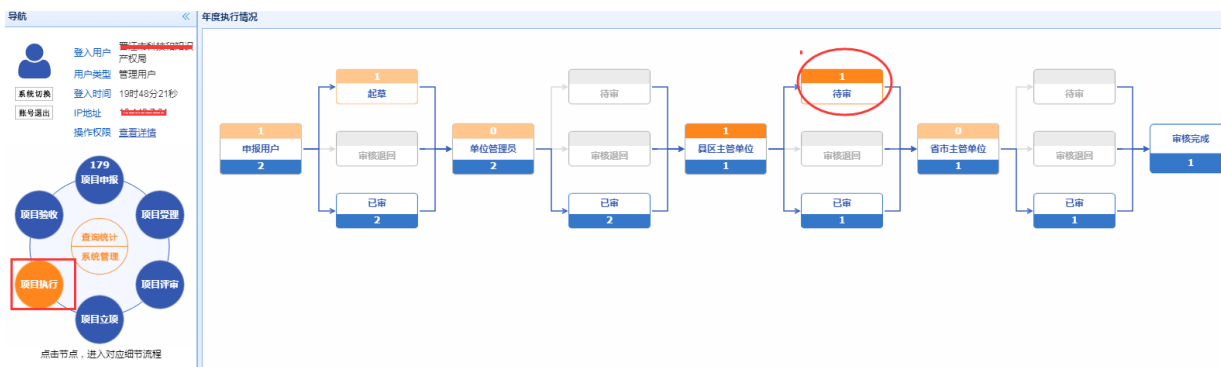 导航
«
年度执行情况
登入用户
产权局
用户类型 管理用户
系统切换
登入时间 19时48分21秒
账号退出
IP地址
操作权限 查看详情
179
项目申报
项目验收
项目受理
查询统计
系统管理
项目执行
项目评审
项目立项
点击节点，进入对应细节流程
1
申报用户
2
1
起草
审核退回
已审
2
0
单位管理员
2
待审
审核退回
已审
2
1
县区主管单位
1
1
待审
审核退回
已审
1
0
省市主管单位
1
待审
审核退回
已审
1
审核完成
1